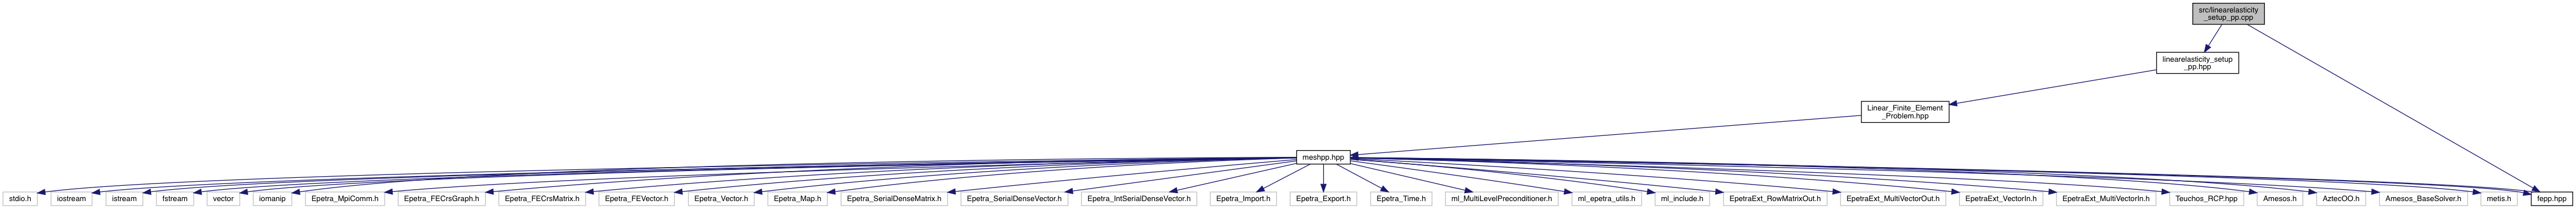 src/linearelasticity
_setup_pp.cpp
linearelasticity_setup
_pp.hpp
Linear_Finite_Element
_Problem.hpp
meshpp.hpp
stdio.h
iostream
istream
fstream
vector
iomanip
Epetra_MpiComm.h
Epetra_FECrsGraph.h
Epetra_FECrsMatrix.h
Epetra_FEVector.h
Epetra_Vector.h
Epetra_Map.h
Epetra_SerialDenseMatrix.h
Epetra_SerialDenseVector.h
Epetra_IntSerialDenseVector.h
Epetra_Import.h
Epetra_Export.h
Epetra_Time.h
ml_MultiLevelPreconditioner.h
ml_epetra_utils.h
ml_include.h
EpetraExt_RowMatrixOut.h
EpetraExt_MultiVectorOut.h
EpetraExt_VectorIn.h
EpetraExt_MultiVectorIn.h
Teuchos_RCP.hpp
Amesos.h
AztecOO.h
Amesos_BaseSolver.h
metis.h
fepp.hpp